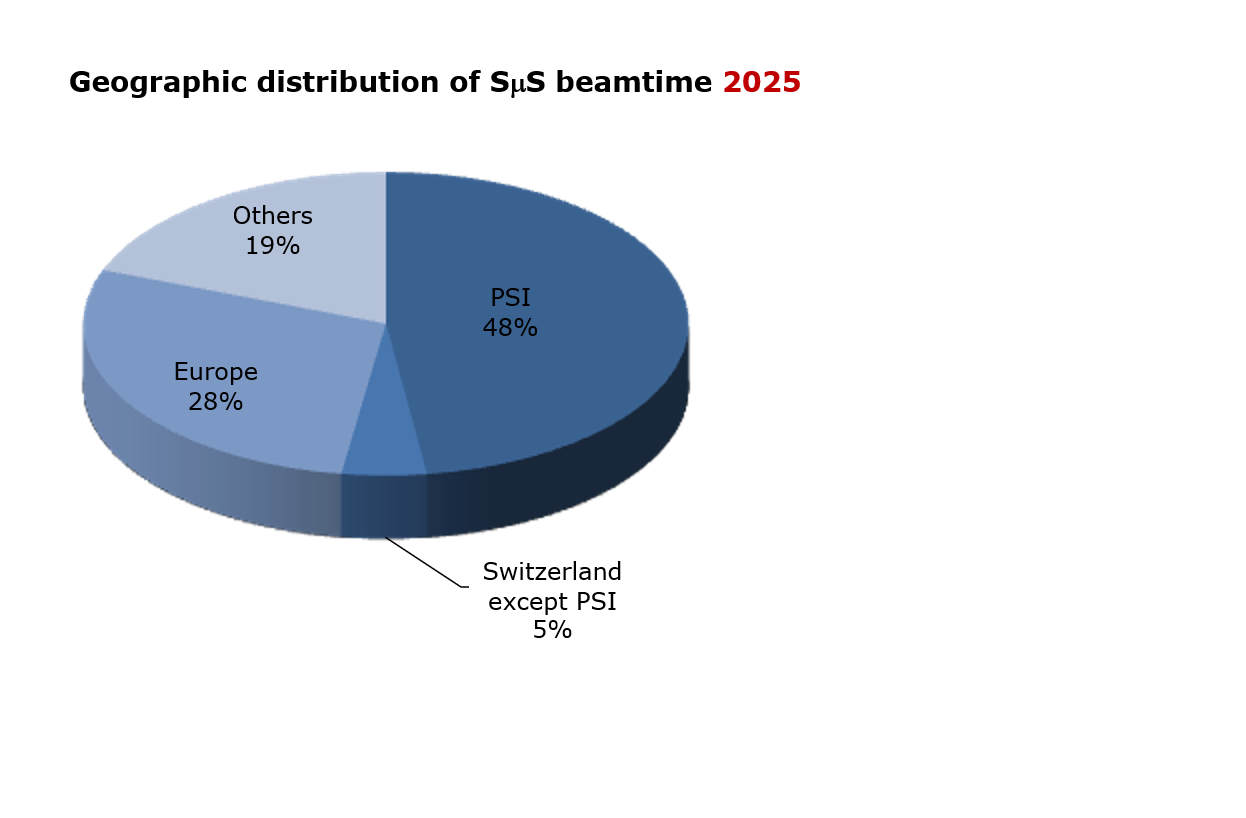 Geographic distribution of SμS beamtime 2025
Others
19%
PSI
48%
Europe
28%
Switzerland
except PSI
5%